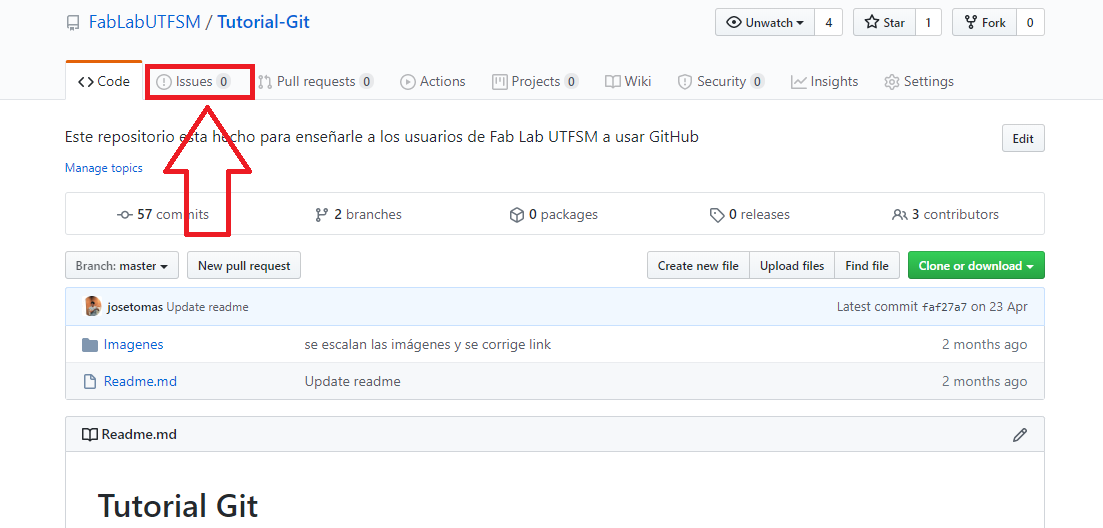 FabLabUTFSM / Tutorial-Git Unwatch 4 Star 1 Fork 0
Code Issues 0 Pull requests 0 Actions Projects 0 Wiki Security 0 Insights Settings
Este repositorio esta hecho para enseñarle a los usuarios de Fab Lab UTFSM a usar GitHub Edit
Manage topics
57 commits 2 branches 0 packages 0 releases 3 contributors
Branch: master New pull request Create new file Upload files Find file Clone or download
josetomas Update readme Latest commit faf27a7 on 23 Apr
Imagenes se escalan las imágenes y se corrige link 2 months ago
Readme.md Update readme 2 months ago
Readme.md
Tutorial Git